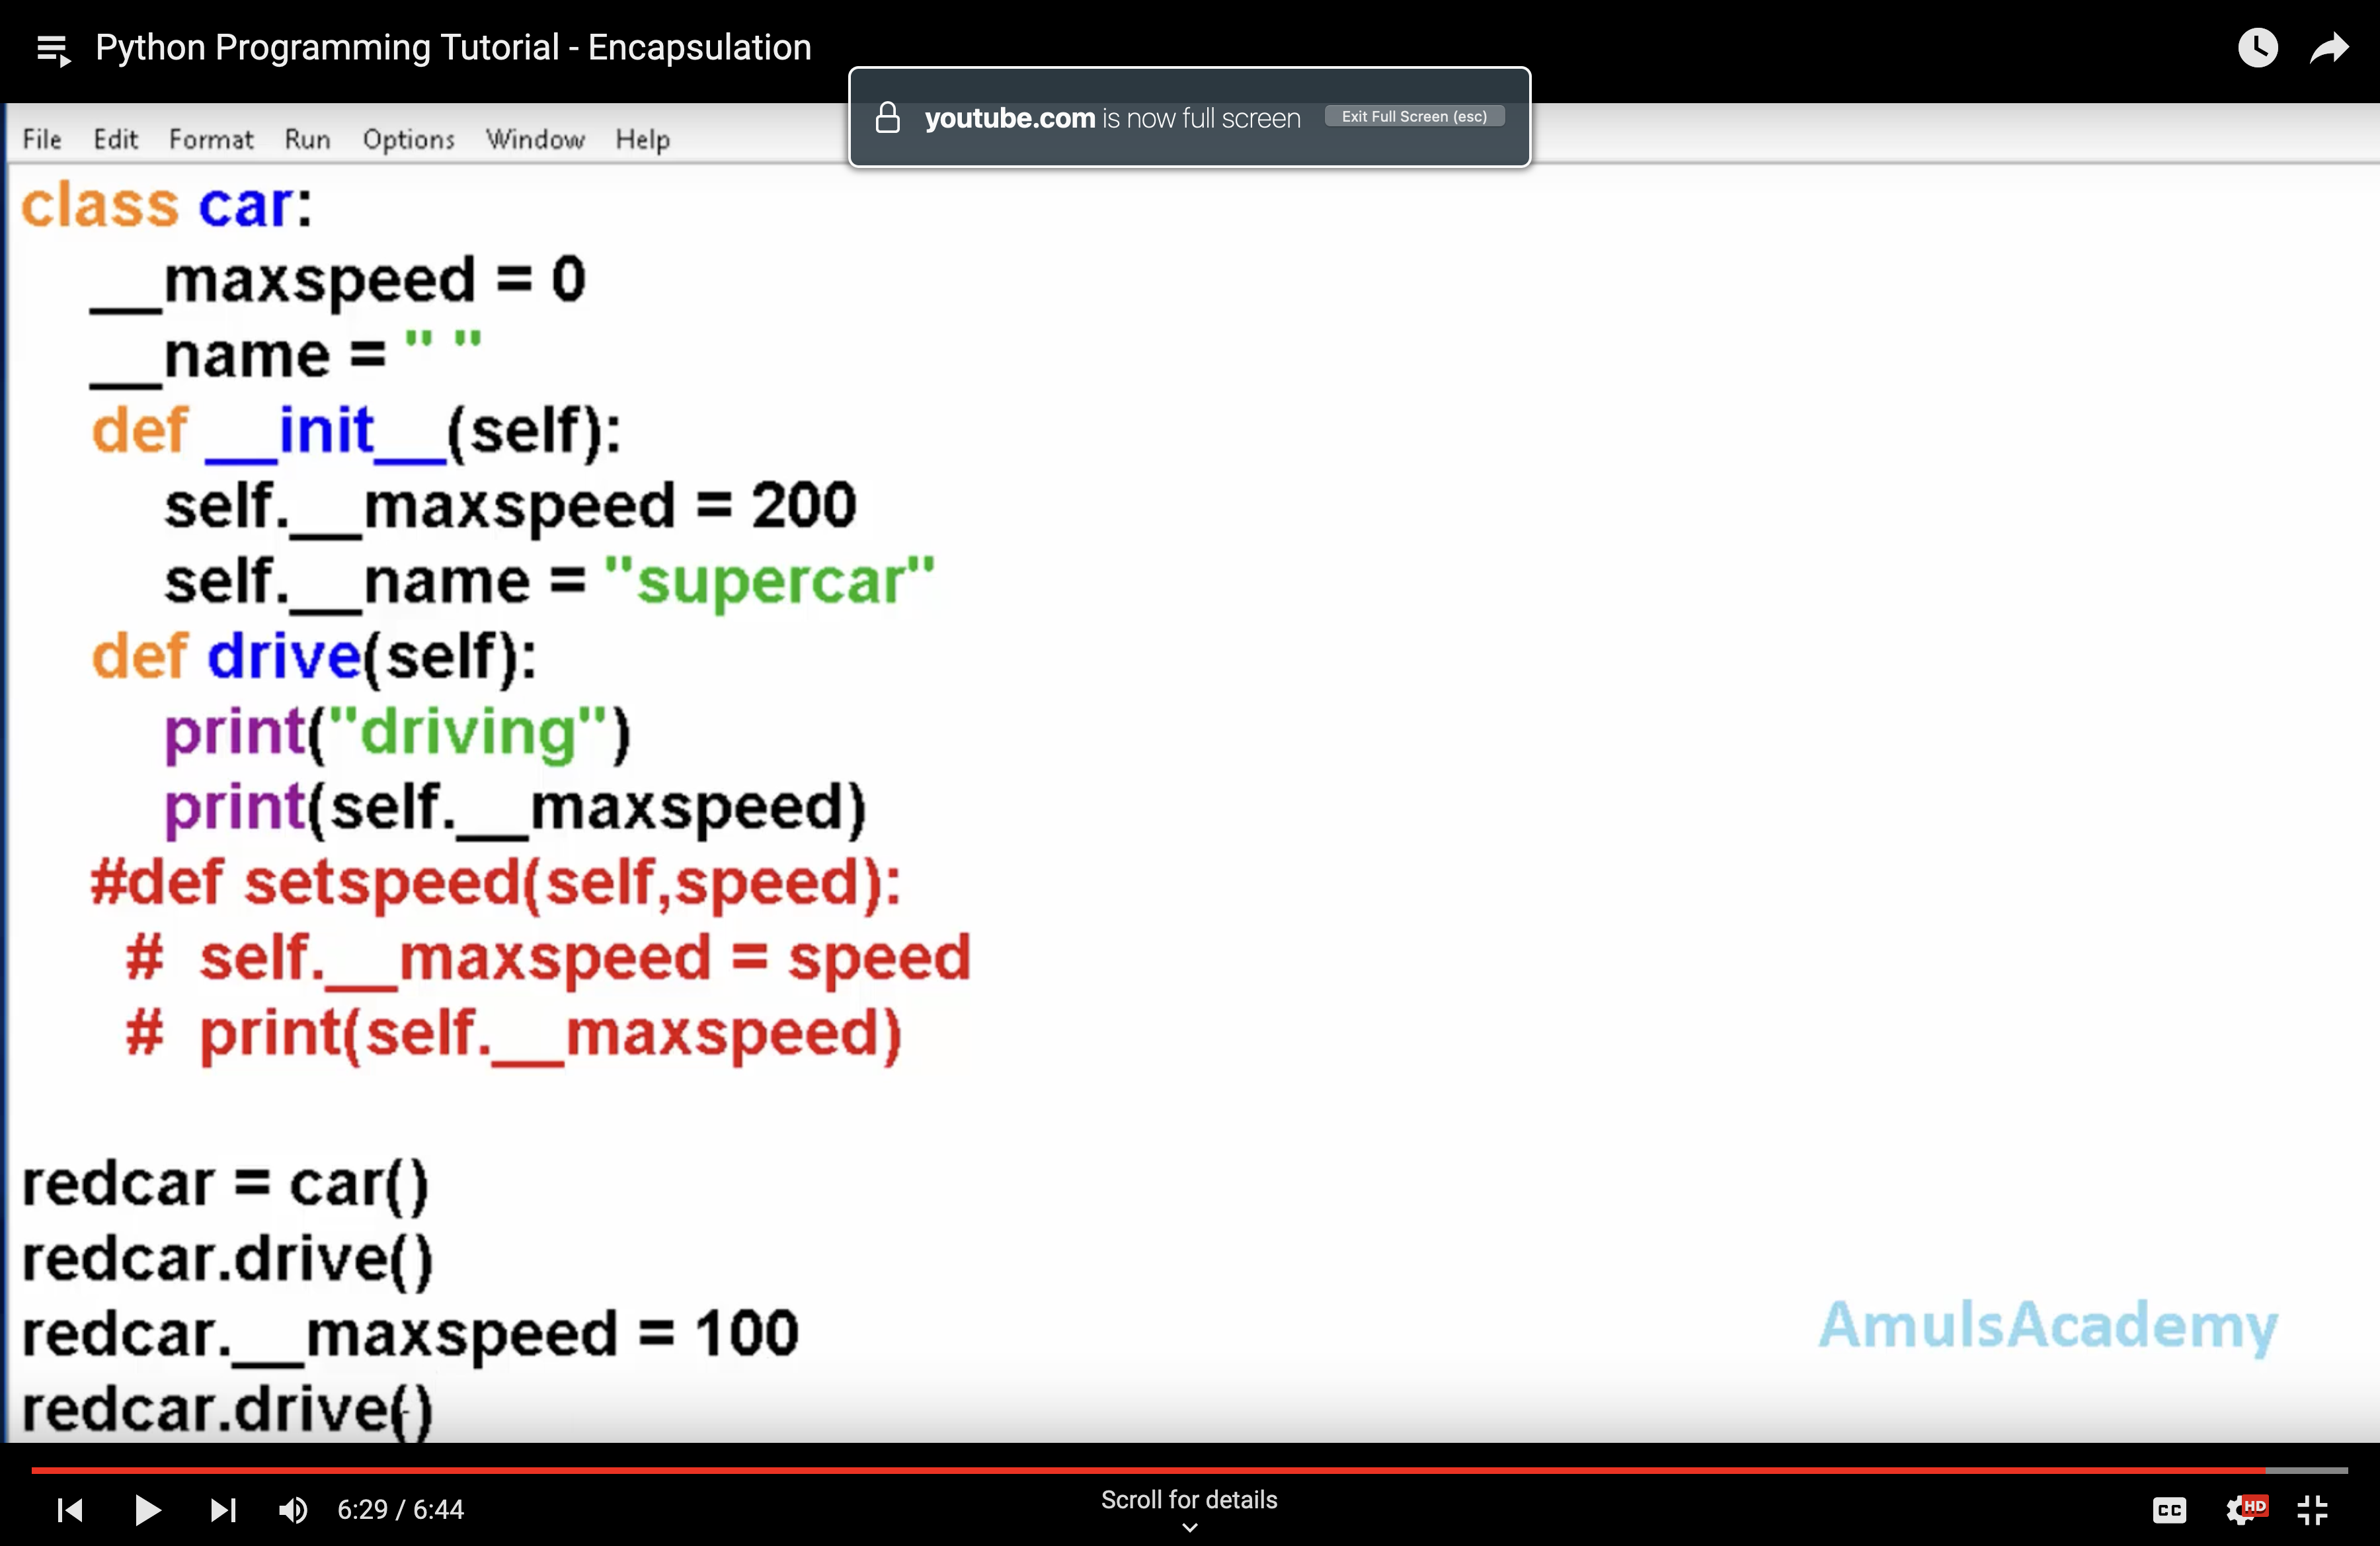 Python Programming Tutorial - Encapsulation
youtube.com is now full screen Exit Full Screen (esc)
File Edit Format Run Options Window Help
class car:
    __maxspeed = 0
    __name = " "
    def __init__(self):
        self.__maxspeed = 200
        self.__name = "supercar"
    def drive(self):
        print("driving")
        print(self.__maxspeed)
    #def setspeed(self,speed):
      #  self.__maxspeed = speed
      #  print(self.__maxspeed)
redcar = car()
redcar.drive()
redcar.__maxspeed = 100
redcar.drive()
AmulsAcademy
6:29 / 6:44
Scroll for details
CC
HD